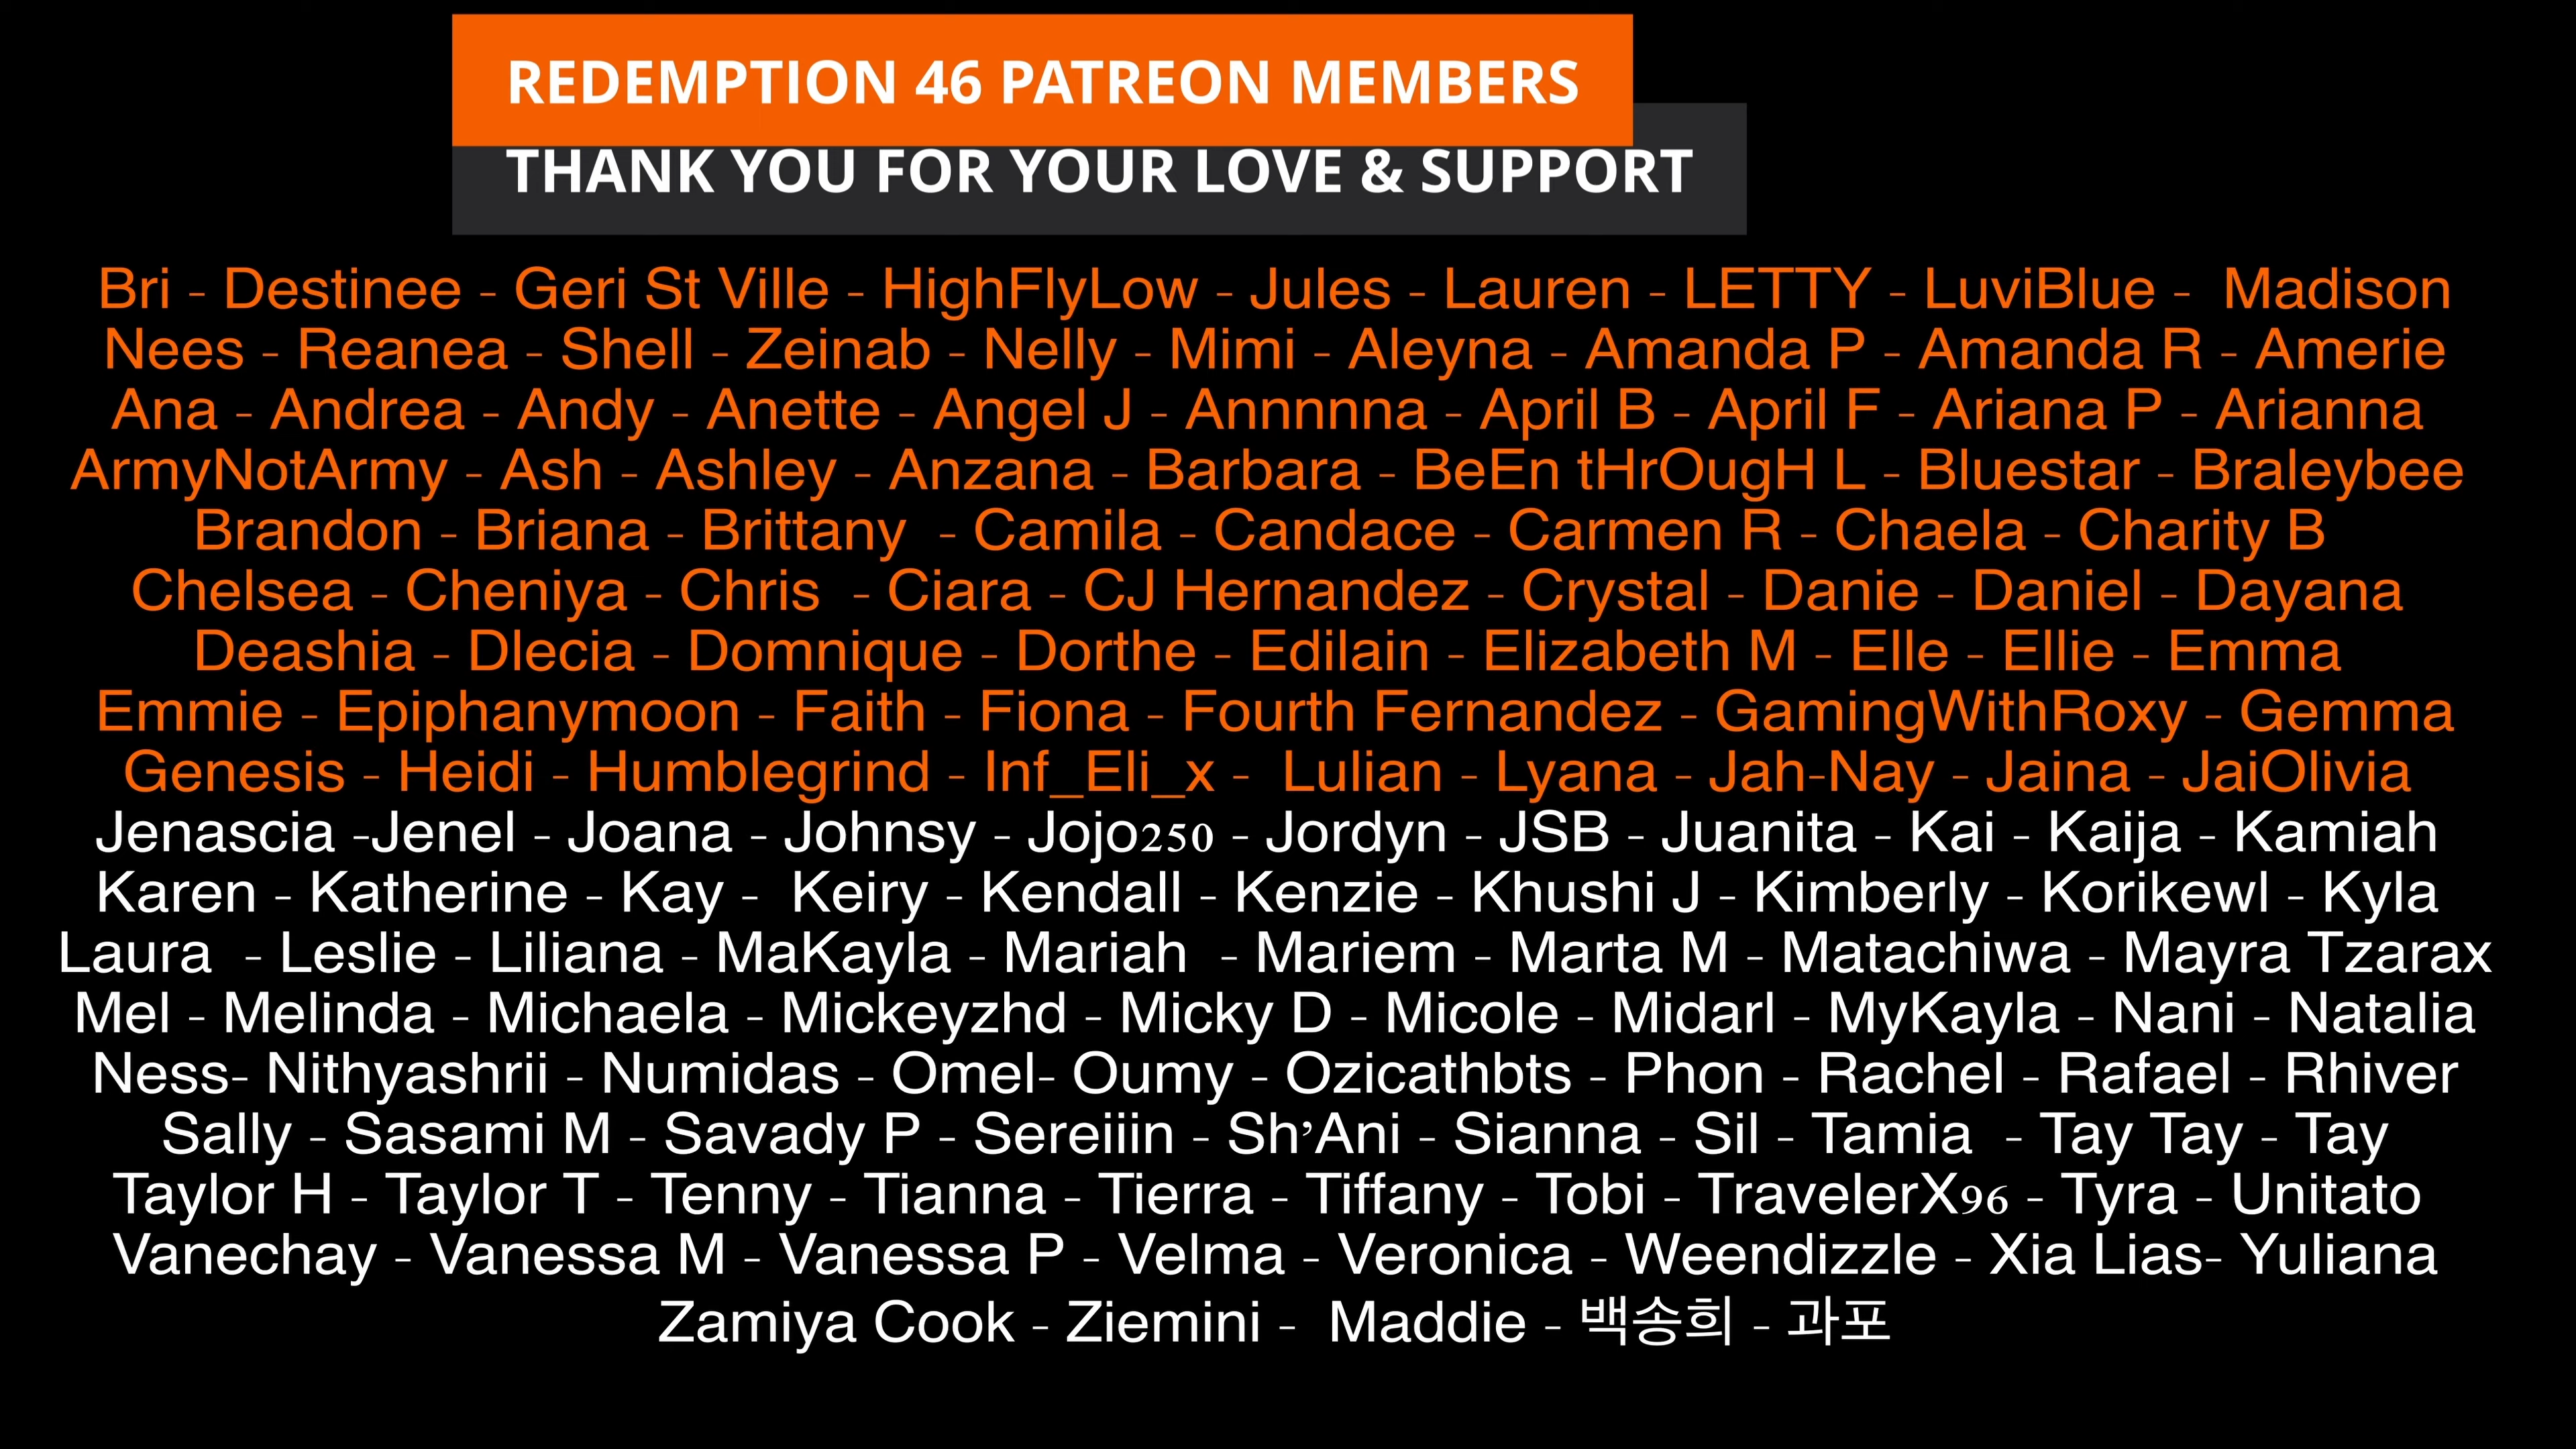 REDEMPTION 46 PATREON MEMBERS
THANK YOU FOR YOUR LOVE & SUPPORT
Bri - Destinee - Geri St Ville - HighFlyLow - Jules - Lauren - LETTY - LuviBlue - Madison
Nees - Reanea - Shell - Zeinab - Nelly - Mimi - Aleyna - Amanda P - Amanda R - Amerie
Ana - Andrea - Andy - Anette - Angel J - Annnnna - April B - April F - Ariana P - Arianna
ArmyNotArmy - Ash - Ashley - Anzana - Barbara - BeEn tHrOugH L - Bluestar - Braleybee
Brandon - Briana - Brittany - Camila - Candace - Carmen R - Chaela - Charity B
Chelsea - Cheniya - Chris - Ciara - CJ Hernandez - Crystal - Danie - Daniel - Dayana
Deashia - Dlecia - Domnique - Dorthe - Edilain - Elizabeth M - Elle - Ellie - Emma
Emmie - Epiphanymoon - Faith - Fiona - Fourth Fernandez - GamingWithRoxy - Gemma
Genesis - Heidi - Humblegrind - Inf_Eli_x - Lulian - Lyana - Jah-Nay - Jaina - JaiOlivia
Jenascia -Jenel - Joana - Johnsy - Jojo250 - Jordyn - JSB - Juanita - Kai - Kaija - Kamiah
Karen - Katherine - Kay - Keiry - Kendall - Kenzie - Khushi J - Kimberly - Korikewl - Kyla
Laura - Leslie - Liliana - MaKayla - Mariah - Mariem - Marta M - Matachiwa - Mayra Tzarax
Mel - Melinda - Michaela - Mickeyzhd - Micky D - Micole - Midarl - MyKayla - Nani - Natalia
Ness- Nithyashrii - Numidas - Omel- Oumy - Ozicathbts - Phon - Rachel - Rafael - Rhiver
Sally - Sasami M - Savady P - Sereiiin - Sh’Ani - Sianna - Sil - Tamia - Tay Tay - Tay
Taylor H - Taylor T - Tenny - Tianna - Tierra - Tiffany - Tobi - TravelerX96 - Tyra - Unitato
Vanechay - Vanessa M - Vanessa P - Velma - Veronica - Weendizzle - Xia Lias- Yuliana
Zamiya Cook - Ziemini - Maddie - 백송희 - 과포